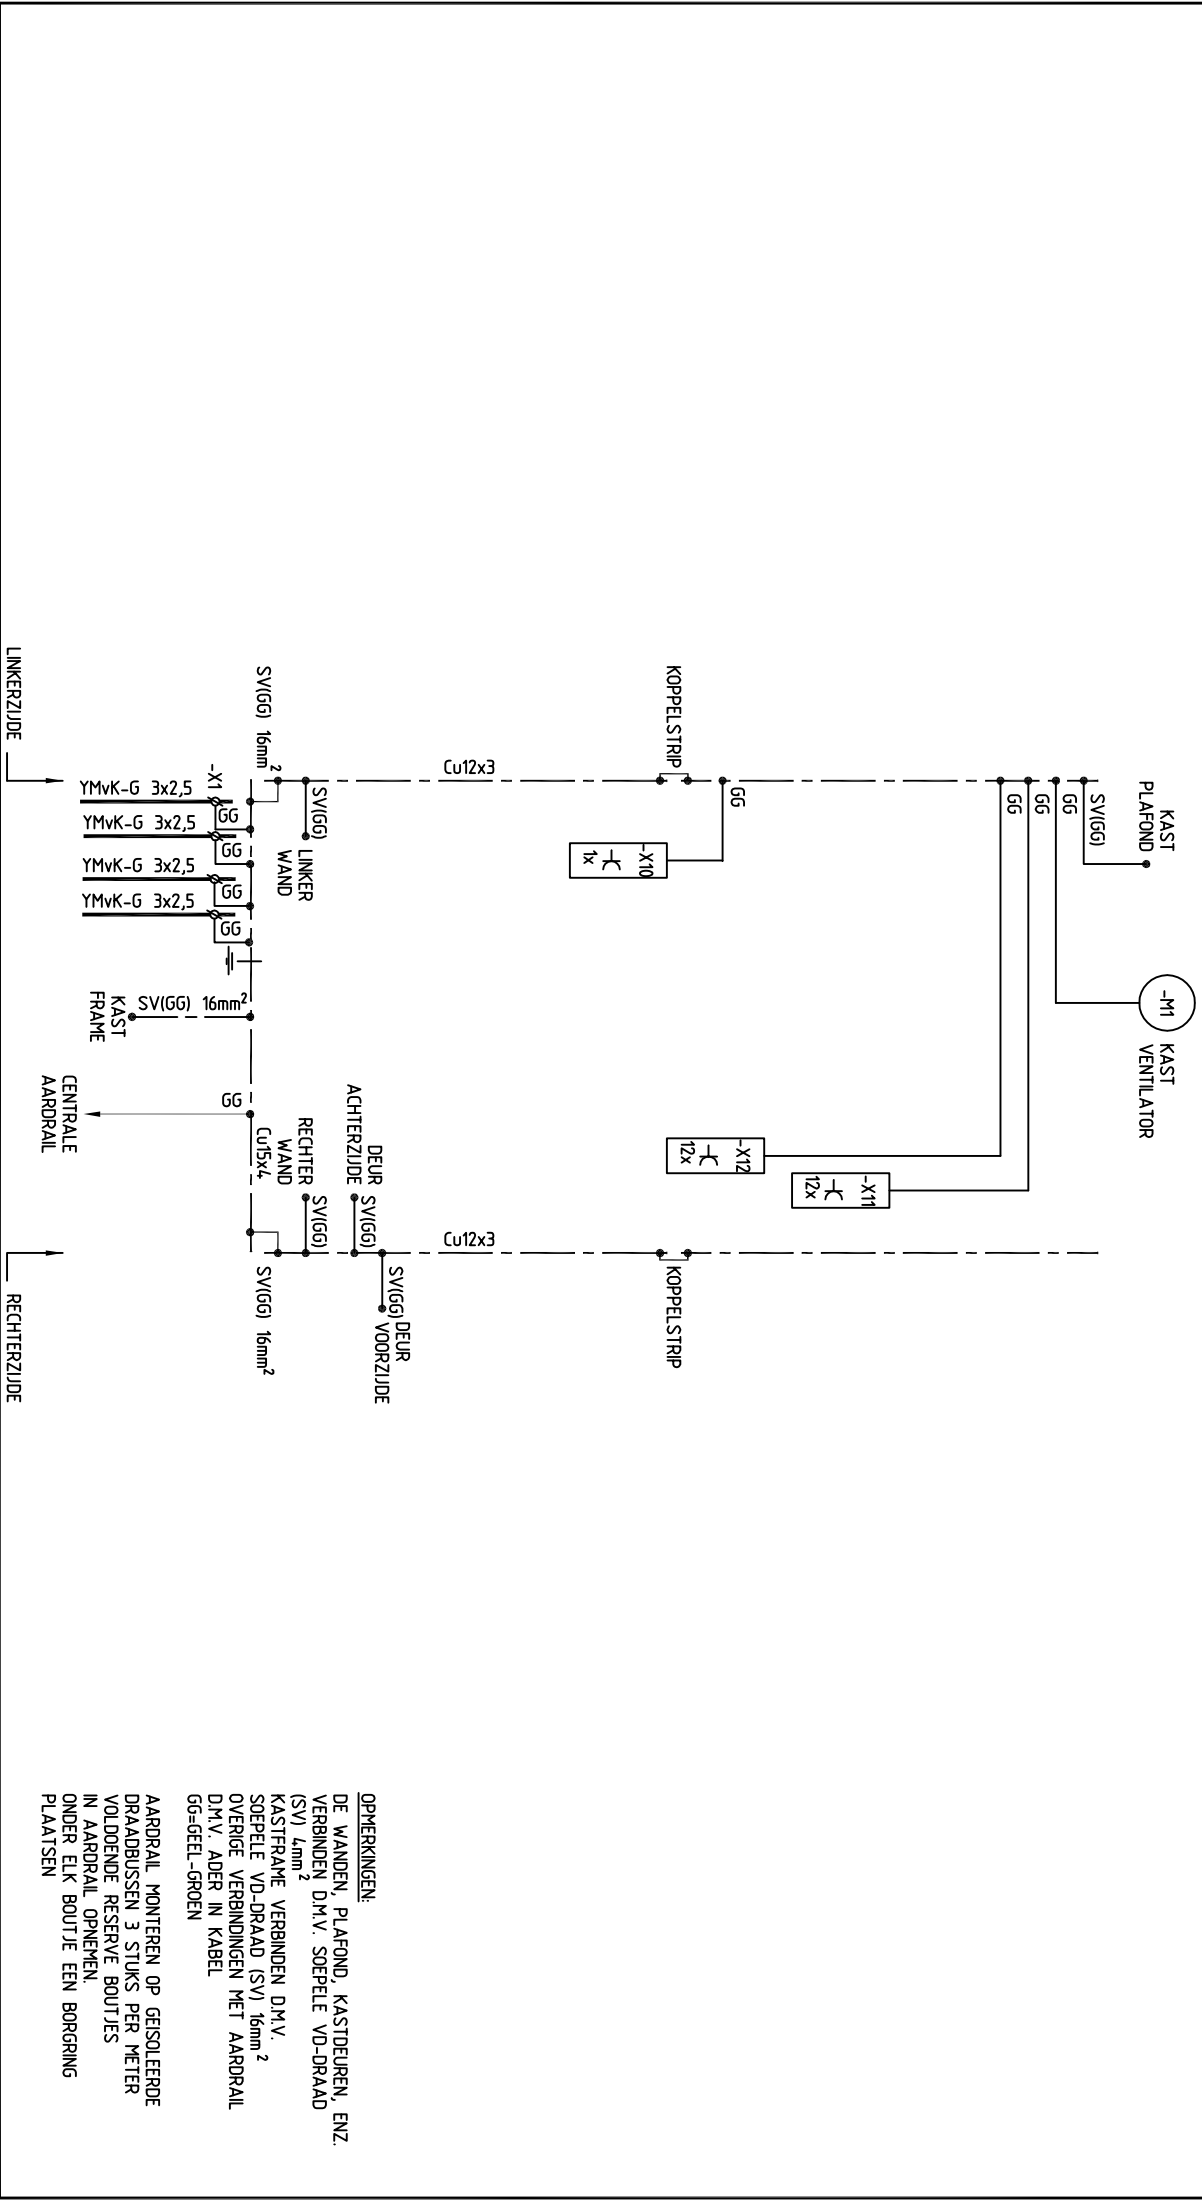 KAST
PLAFOND
-M1
KAST
VENTILATOR
SV(GG)
GG
GG
GG
-X11
12x
-X12
12x
GG
-X10
1x
KOPPELSTRIP
KOPPELSTRIP
Cu12x3
Cu12x3
DEUR
VOORZIJDE
SV(GG)
DEUR
ACHTERZIJDE
SV(GG)
SV(GG)
LINKER
WAND
RECHTER
WAND
SV(GG)
SV(GG) 16mm²
SV(GG) 16mm²
Cu15x4
-X1
GG
GG
GG
GG
YMvK-G 3x2,5
YMvK-G 3x2,5
YMvK-G 3x2,5
YMvK-G 3x2,5
SV(GG) 16mm²
KAST
FRAME
GG
CENTRALE
AARDRAIL
LINKERZIJDE
RECHTERZIJDE
OPMERKINGEN:
DE WANDEN, PLAFOND, KASTDEUREN, ENZ.
VERBINDEN D.M.V. SOEPELE VD-DRAAD
(SV) 4mm²
KASTFRAME VERBINDEN D.M.V.
SOEPELE VD-DRAAD (SV) 16mm²
OVERIGE VERBINDINGEN MET AARDRAIL
D.M.V. ADER IN KABEL
GG=GEEL-GROEN
AARDRAIL MONTEREN OP GEISOLEERDE
DRAADBUSSEN 3 STUKS PER METER
VOLDOENDE RESERVE BOUTJES
IN AARDRAIL OPNEMEN.
ONDER ELK BOUTJE EEN BORGRING
PLAATSEN